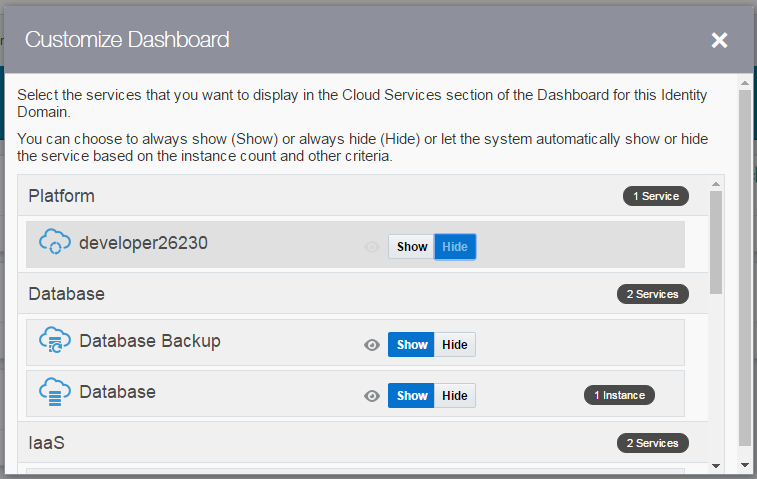 Customize Dashboard
Select the services that you want to display in the Cloud Services section of the Dashboard for this Identity
Domain.
You can choose to always show (Show) or always hide (Hide) or let the system automatically show or hide
the service based on the instance count and other criteria.
Platform 1 Service
developer26230 Show Hide
Database 2 Services
Database Backup Show Hide
Database Show Hide 1 Instance
IaaS 2 Services